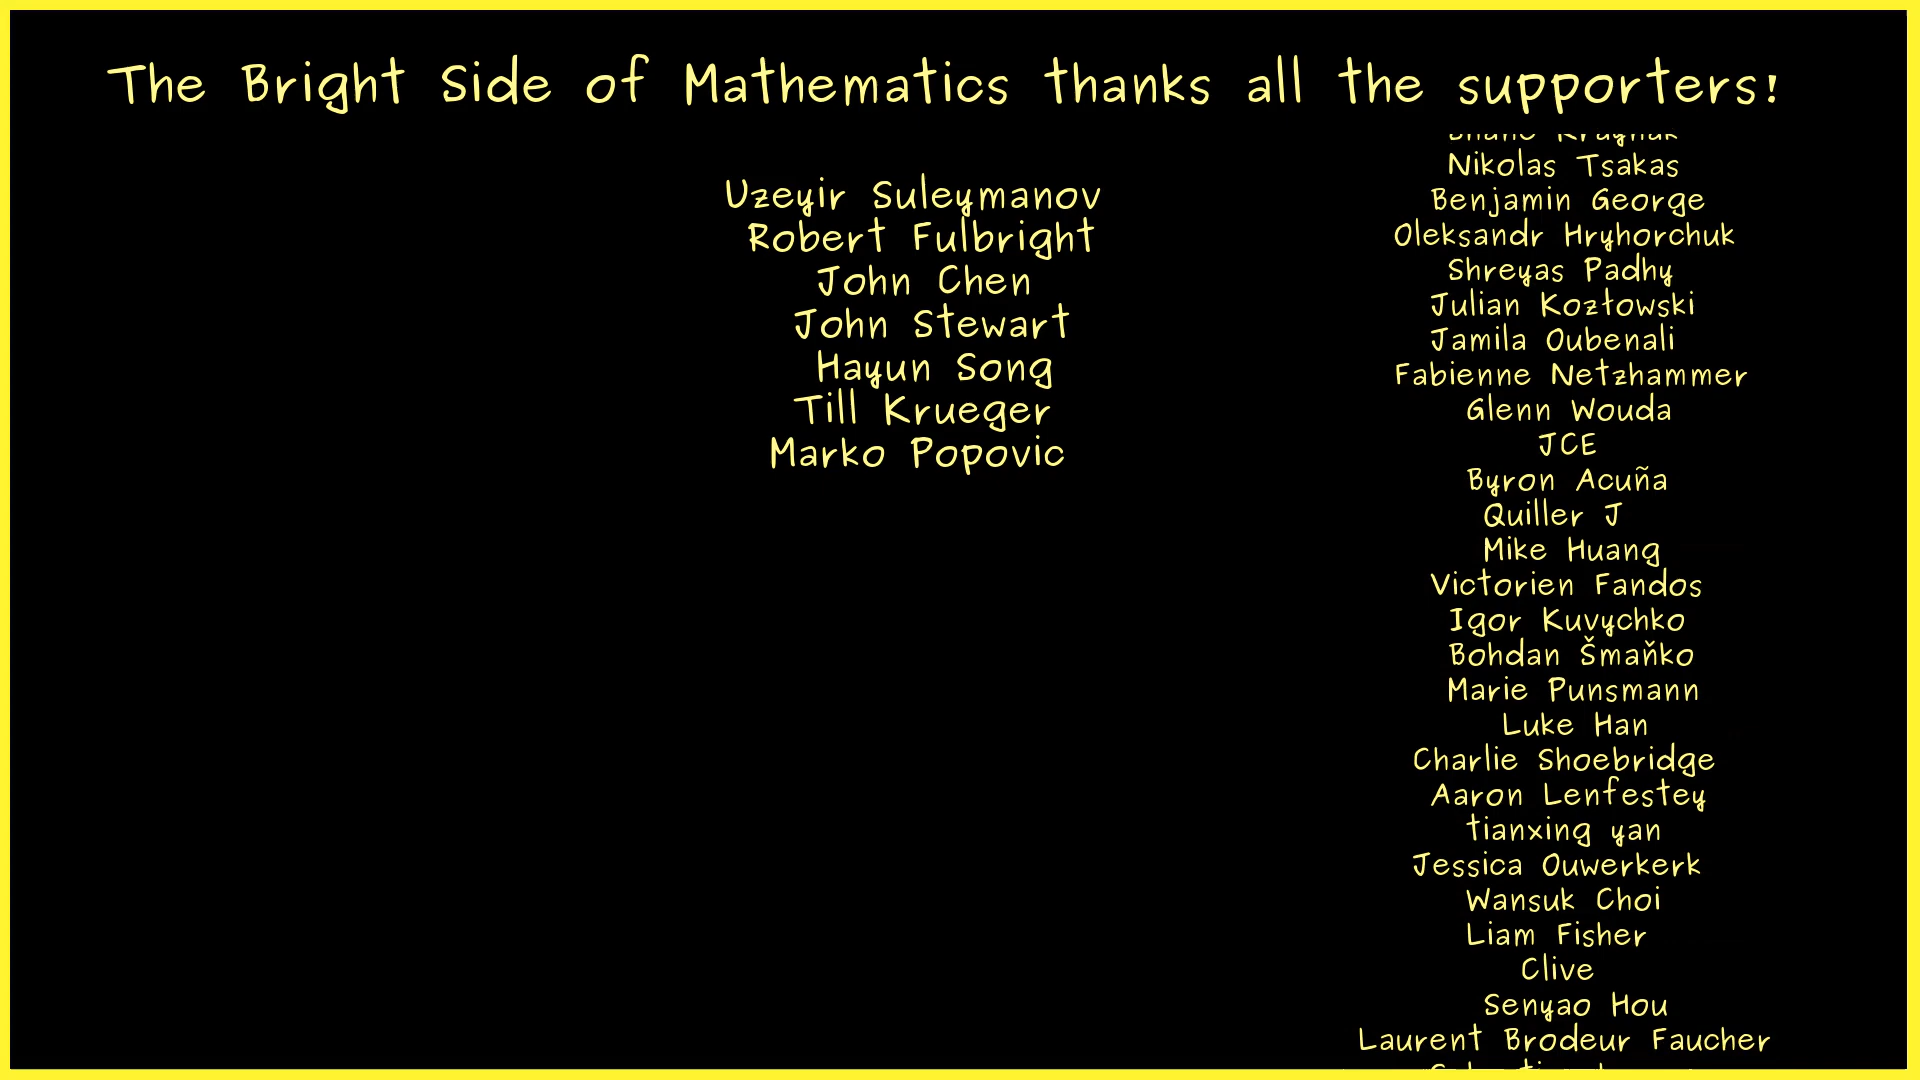 The Bright Side of Mathematics thanks all the supporters!
Uzeyir Suleymanov
Robert Fulbright
John Chen
John Stewart
Hayun Song
Till Krueger
Marko Popovic
Nikolas Tsakas
Benjamin George
Oleksandr Hryhorchuk
Shreyas Padhy
Julian Kozłowski
Jamila Oubenali
Fabienne Netzhammer
Glenn Wouda
JCE
Byron Acuña
Quiller J
Mike Huang
Victorien Fandos
Igor Kuvychko
Bohdan Šmaňko
Marie Punsmann
Luke Han
Charlie Shoebridge
Aaron Lenfestey
tianxing yan
Jessica Ouwerkerk
Wansuk Choi
Liam Fisher
Clive
Senyao Hou
Laurent Brodeur Faucher